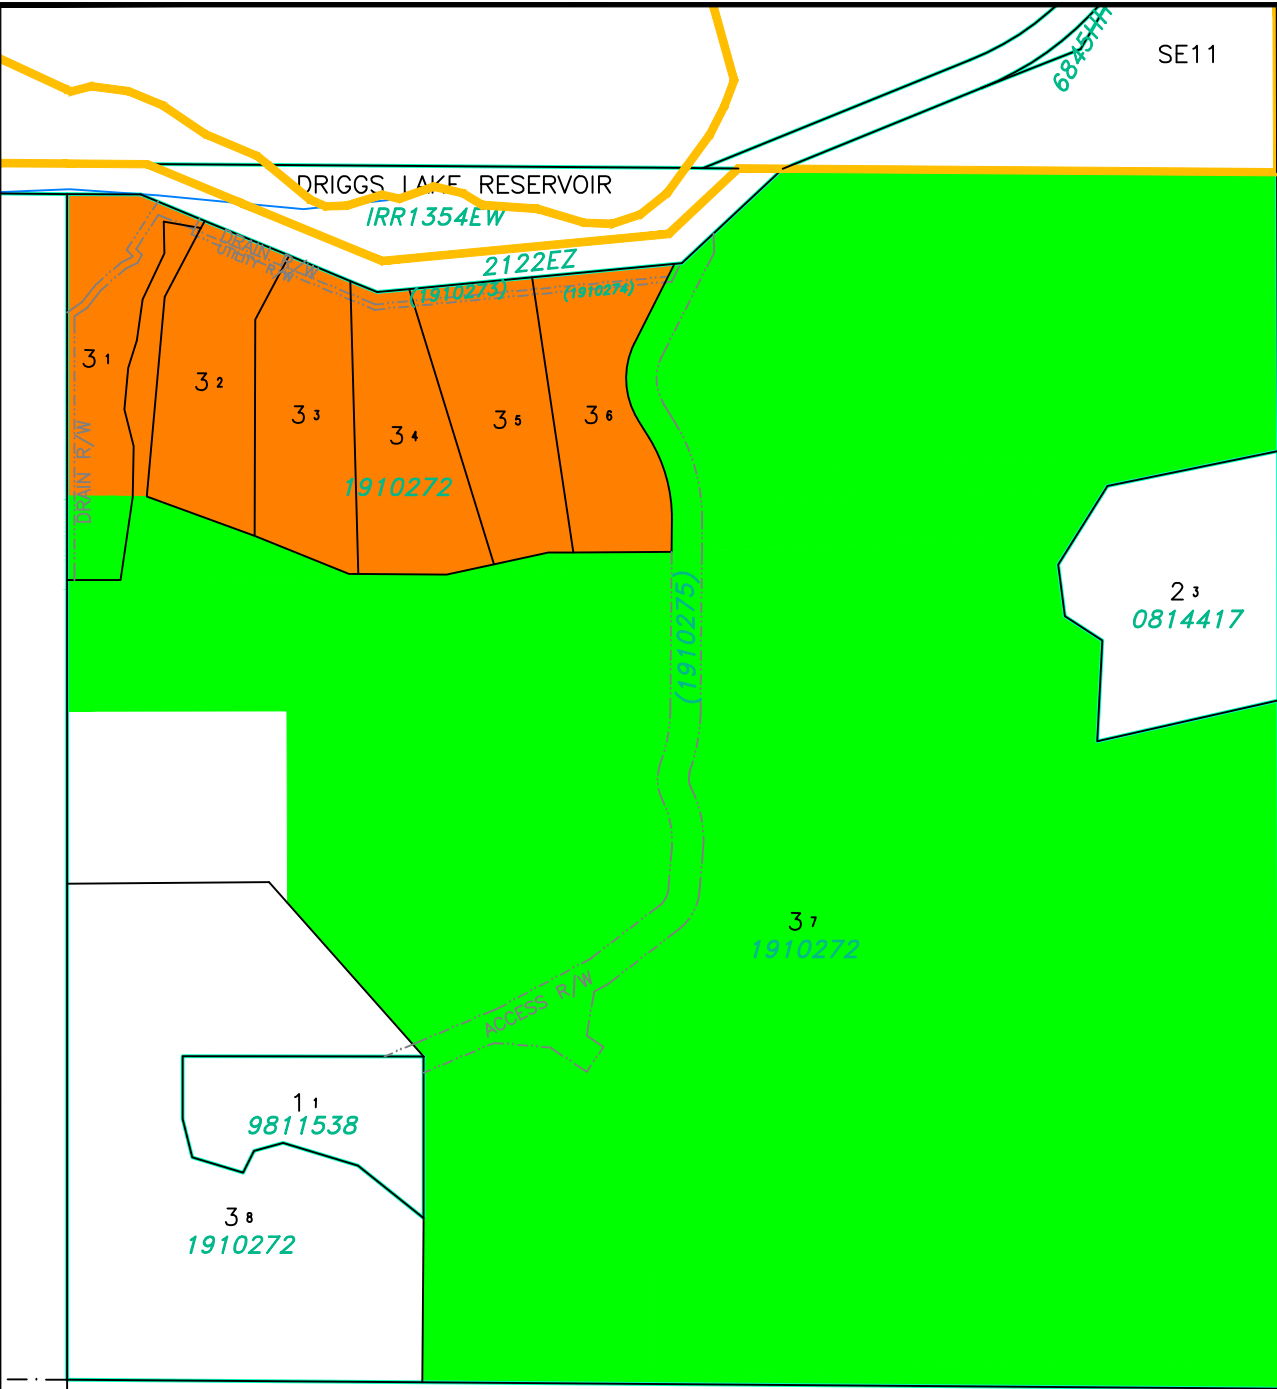 6845HH
SE11
DRIGGS LAKE RESERVOIR
IRR1354EW
DRAIN R/W
UTILITY R/W
2122EZ
(1910273)
(1910274)
3 1
3 2
3 3
3 4
3 5
3 6
1910272
DRAIN R/W
(1910275)
2 3
0814417
3 7
1910272
ACCESS R/W
1 1
9811538
3 8
1910272